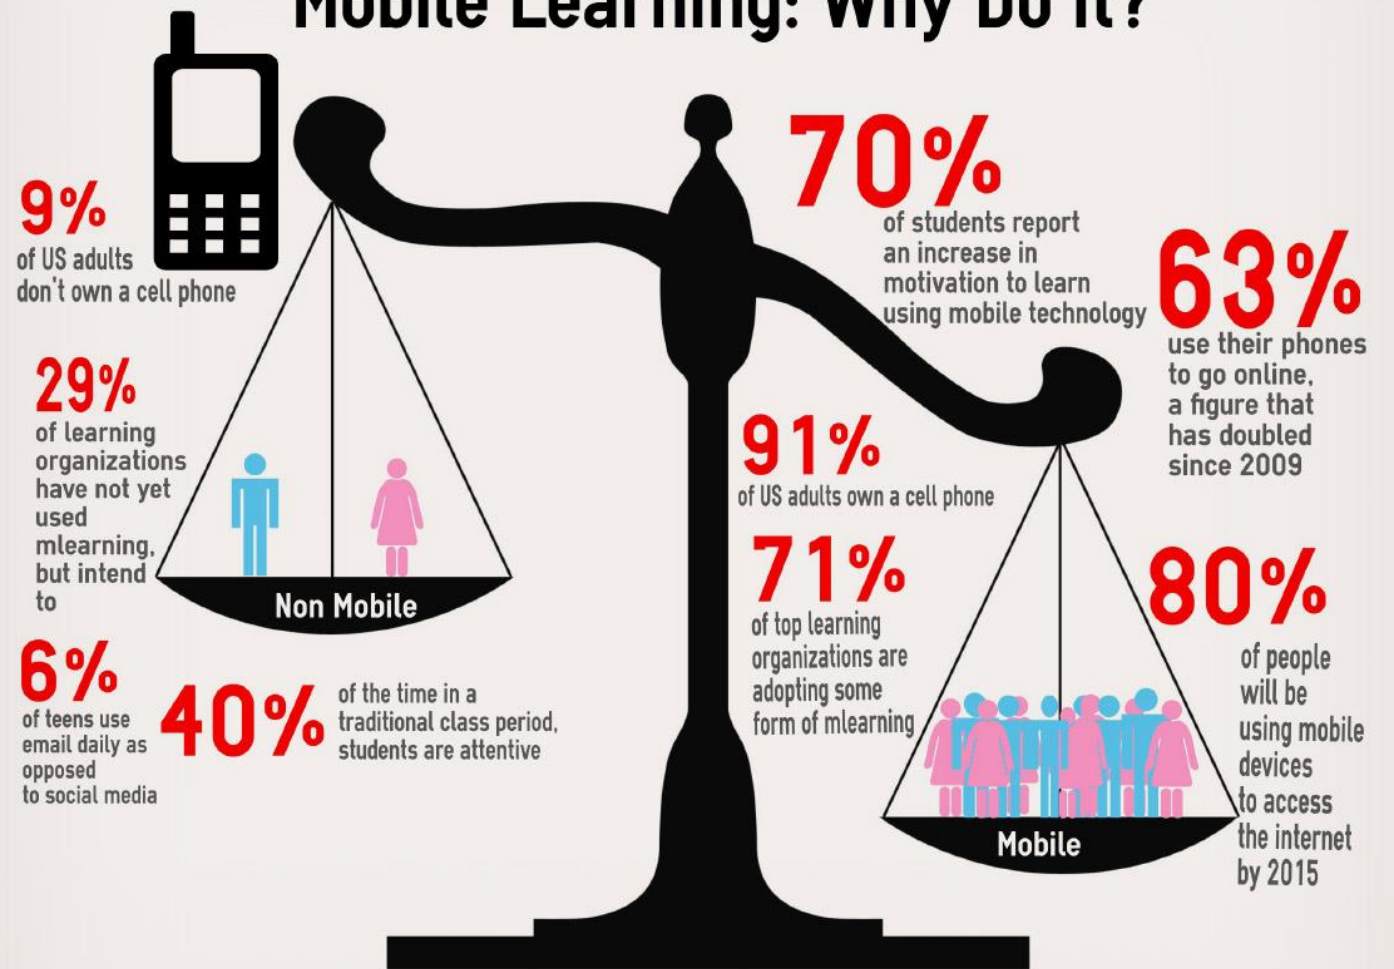 Mobile Learning: Why Do It?
9%
of US adults
don't own a cell phone
29%
of learning
organizations
have not yet
used
mlearning,
but intend
to
6%
of teens use
email daily as
opposed
to social media
Non Mobile
40%
of the time in a
traditional class period,
students are attentive
70%
of students report
an increase in
motivation to learn
using mobile technology
63%
use their phones
to go online,
a figure that
has doubled
since 2009
91%
of US adults own a cell phone
71%
of top learning
organizations are
adopting some
form of mlearning
80%
of people
will be
using mobile
devices
to access
the internet
by 2015
Mobile